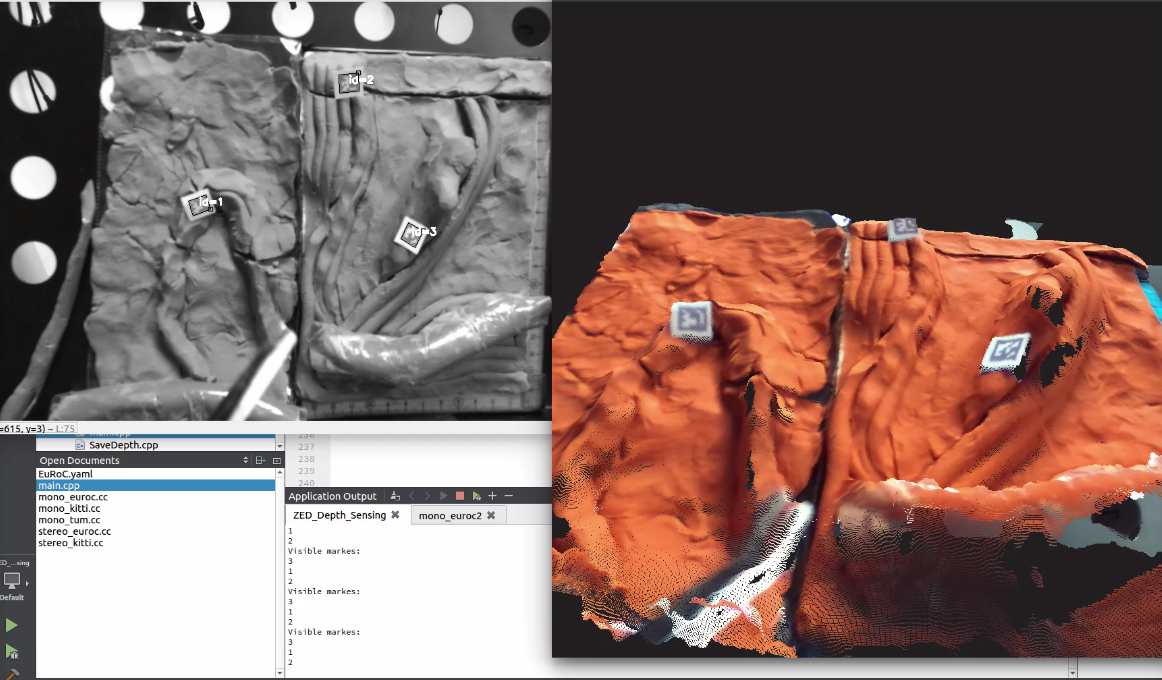 id=2
id=1
id=3
=615, y=3) ~ L:75
SaveDepth.cpp
236
237
238
239
240
Open Documents
EuRoC.yaml
main.cpp
mono_euroc.cc
mono_kitti.cc
mono_tum.cc
stereo_euroc.cc
stereo_kitti.cc
Application Output
ZED_Depth_Sensing
mono_euroc2
1
2
Visible markes:
3
1
2
Visible markes:
3
1
2
Visible markes:
3
1
2
ED_...sing
Default